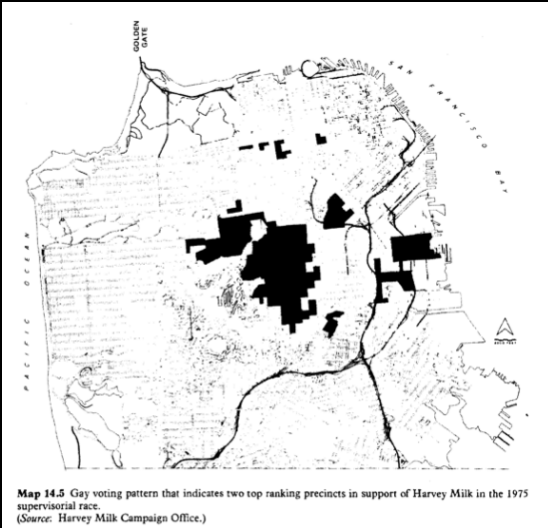 GOLDEN
GATE
SAN FRANCISCO BAY
PACIFIC OCEAN
Map 14.5 Gay voting pattern that indicates two top ranking precincts in support of Harvey Milk in the 1975
supervisorial race.
(Source: Harvey Milk Campaign Office.)